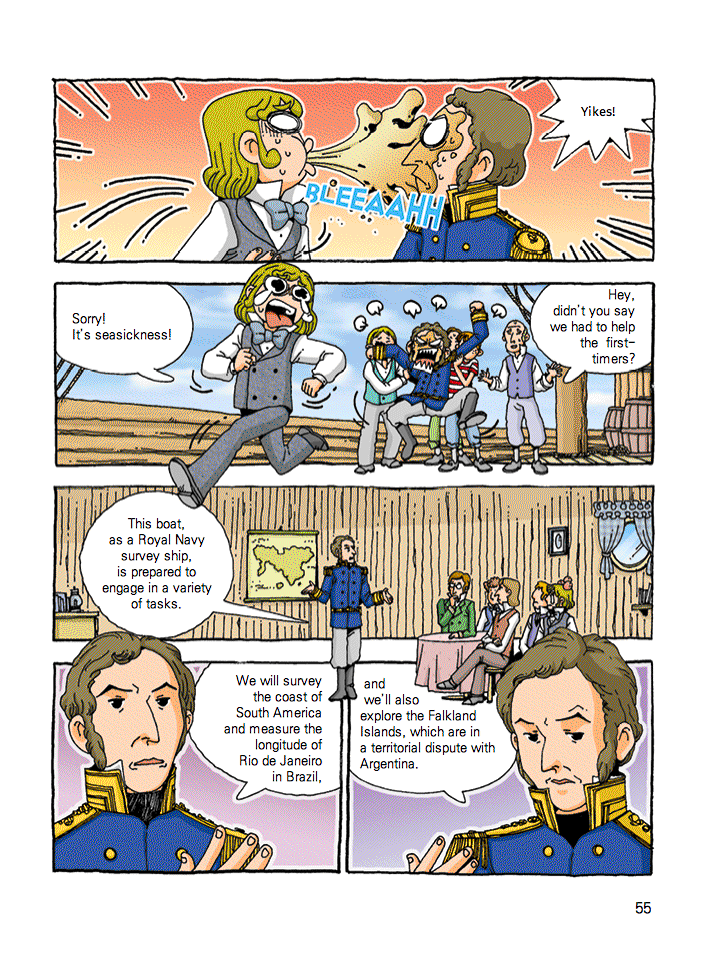 Yikes!
BLEEAAHH
Sorry!
It's seasickness!
Hey,
didn't you say
we had to help
the first-
timers?
This boat,
as a Royal Navy
survey ship,
is prepared to
engage in a variety
of tasks.
We will survey
the coast of
South America
and measure the
longitude of
Rio de Janeiro
in Brazil,
and
we'll also
explore the Falkland
Islands, which are in
a territorial dispute with
Argentina.
55